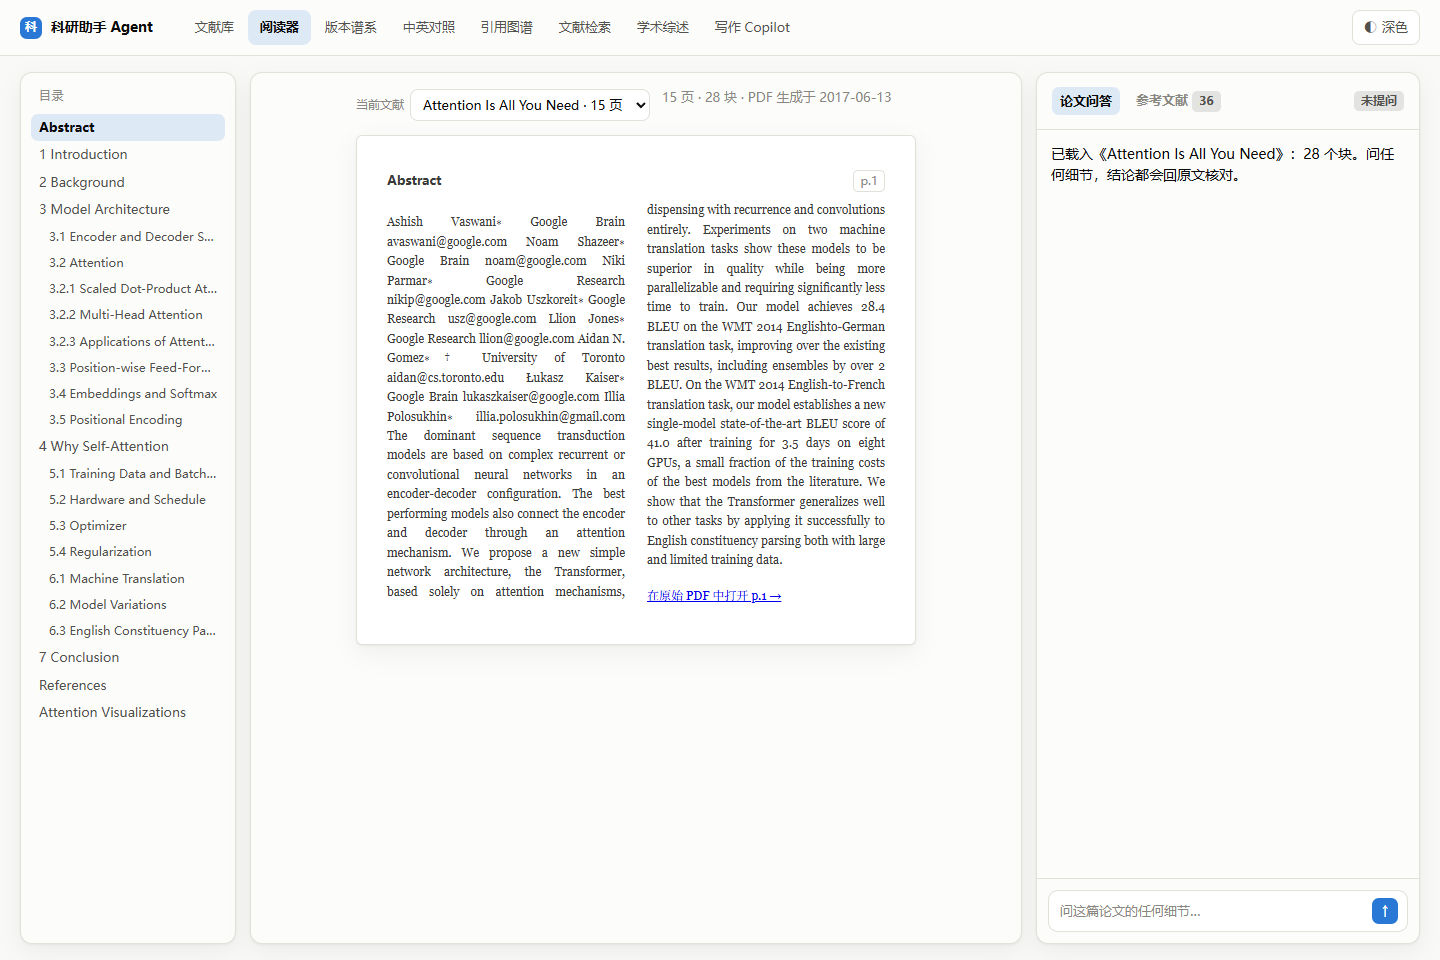 科 科研助手 Agent 文献库 阅读器 版本谱系 中英对照 引用图谱 文献检索 学术综述 写作 Copilot 深色
目录
Abstract
1 Introduction
2 Background
3 Model Architecture
3.1 Encoder and Decoder S...
3.2 Attention
3.2.1 Scaled Dot-Product At...
3.2.2 Multi-Head Attention
3.2.3 Applications of Attent...
3.3 Position-wise Feed-For...
3.4 Embeddings and Softmax
3.5 Positional Encoding
4 Why Self-Attention
5.1 Training Data and Batch...
5.2 Hardware and Schedule
5.3 Optimizer
5.4 Regularization
6.1 Machine Translation
6.2 Model Variations
6.3 English Constituency Pa...
7 Conclusion
References
Attention Visualizations
当前文献 Attention Is All You Need · 15 页 15 页 · 28 块 · PDF 生成于 2017-06-13
Abstract p.1
Ashish Vaswani* Google Brain
avaswani@google.com Noam Shazeer*
Google Brain noam@google.com Niki
Parmar* Google Research
nikip@google.com Jakob Uszkoreit* Google
Research usz@google.com Llion Jones*
Google Research llion@google.com Aidan N.
Gomez* † University of Toronto
aidan@cs.toronto.edu Łukasz Kaiser*
Google Brain lukaszkaiser@google.com Illia
Polosukhin* illia.polosukhin@gmail.com
The dominant sequence transduction
models are based on complex recurrent or
convolutional neural networks in an
encoder-decoder configuration. The best
performing models also connect the encoder
and decoder through an attention
mechanism. We propose a new simple
network architecture, the Transformer,
based solely on attention mechanisms,
dispensing with recurrence and convolutions
entirely. Experiments on two machine
translation tasks show these models to be
superior in quality while being more
parallelizable and requiring significantly less
time to train. Our model achieves 28.4
BLEU on the WMT 2014 Englishto-German
translation task, improving over the existing
best results, including ensembles by over 2
BLEU. On the WMT 2014 English-to-French
translation task, our model establishes a new
single-model state-of-the-art BLEU score of
41.0 after training for 3.5 days on eight
GPUs, a small fraction of the training costs
of the best models from the literature. We
show that the Transformer generalizes well
to other tasks by applying it successfully to
English constituency parsing both with large
and limited training data.
在原始 PDF 中打开 p.1 →
论文问答 参考文献 36 未提问
已载入《Attention Is All You Need》：28 个块。问任
何细节，结论都会回原文核对。
问这篇论文的任何细节... ↑